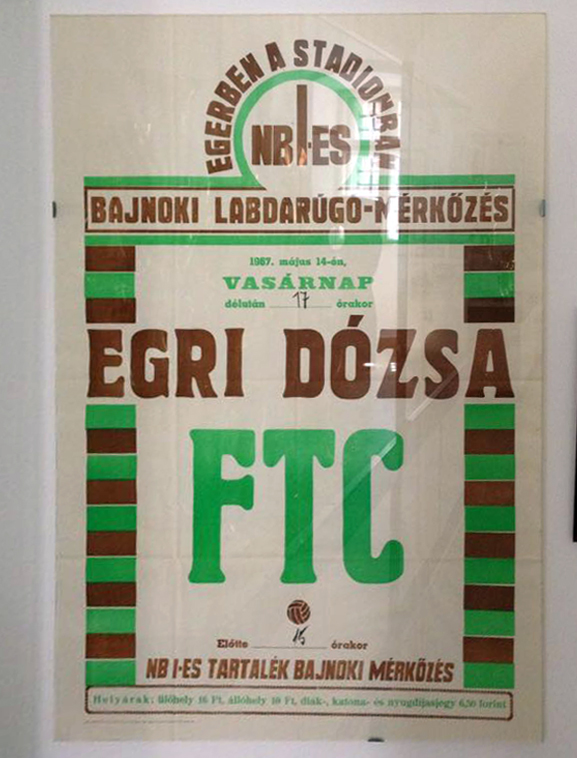 EGERBEN A STADIONBAN
NB I-ES
BAJNOKI LABDARÚGO-MÉRKŐZÉS
1967. május 14-én,
VASÁRNAP
délután 17 órakor
EGRI DÓZSA
FTC
Előtte 15 órakor
NB I-ES TARTALÉK BAJNOKI MÉRKŐZÉS
Helyárak: ülőhely 16 Ft, állóhely 10 Ft, diák-, katona- és nyugdíjasjegy 6,50 forint